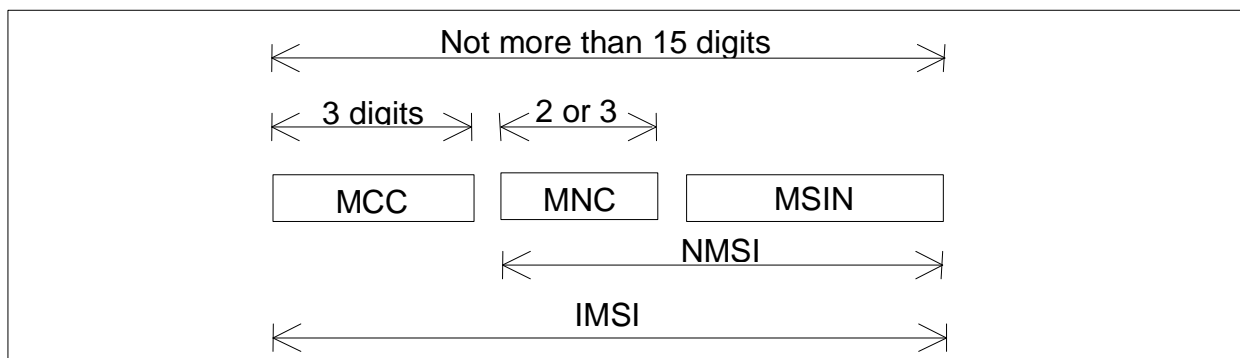 Not more than 15 digits
3 digits 2 or 3
MCC MNC MSIN
NMSI
IMSI